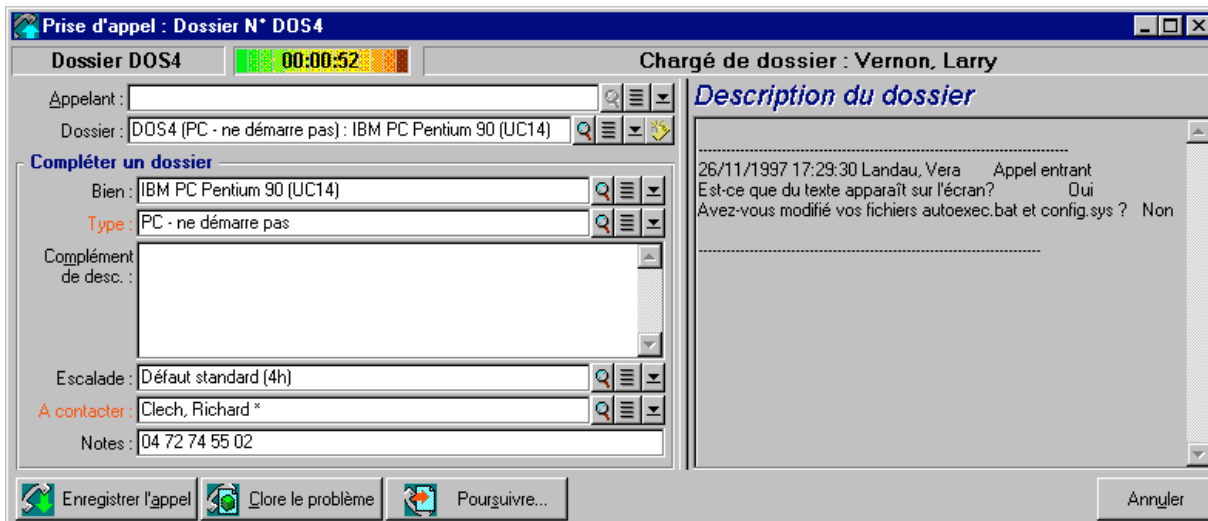 Prise d'appel : Dossier N° DOS4
Dossier DOS4
00:00:52
Chargé de dossier : Vernon, Larry
Appelant :
Dossier : DOS4 (PC - ne démarre pas) : IBM PC Pentium 90 (UC14)
Compléter un dossier
Bien : IBM PC Pentium 90 (UC14)
Type : PC - ne démarre pas
Complément
de desc. :
Escalade : Défaut standard (4h)
A contacter : Clech, Richard *
Notes : 04 72 74 55 02
Description du dossier
----------------------------------------------------------------------
26/11/1997 17:29:30 Landau, Vera Appel entrant
Est-ce que du texte apparaît sur l'écran? Oui
Avez-vous modifié vos fichiers autoexec.bat et config.sys ? Non
----------------------------------------------------------------------
Enregistrer l'appel
Clore le problème
Poursuivre...
Annuler